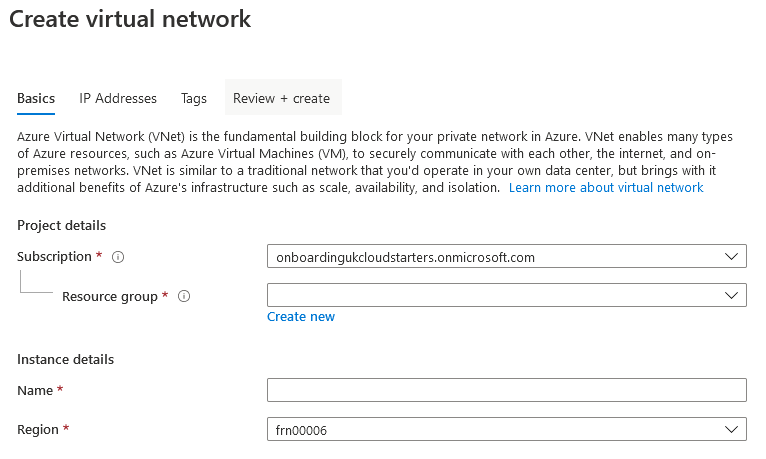 Create virtual network
Basics IP Addresses Tags Review + create
Azure Virtual Network (VNet) is the fundamental building block for your private network in Azure. VNet enables many types
of Azure resources, such as Azure Virtual Machines (VM), to securely communicate with each other, the internet, and on-
premises networks. VNet is similar to a traditional network that you'd operate in your own data center, but brings with it
additional benefits of Azure's infrastructure such as scale, availability, and isolation. Learn more about virtual network
Project details
Subscription *
onboardingukcloudstarters.onmicrosoft.com
Resource group *
Create new
Instance details
Name *
Region *
frn00006